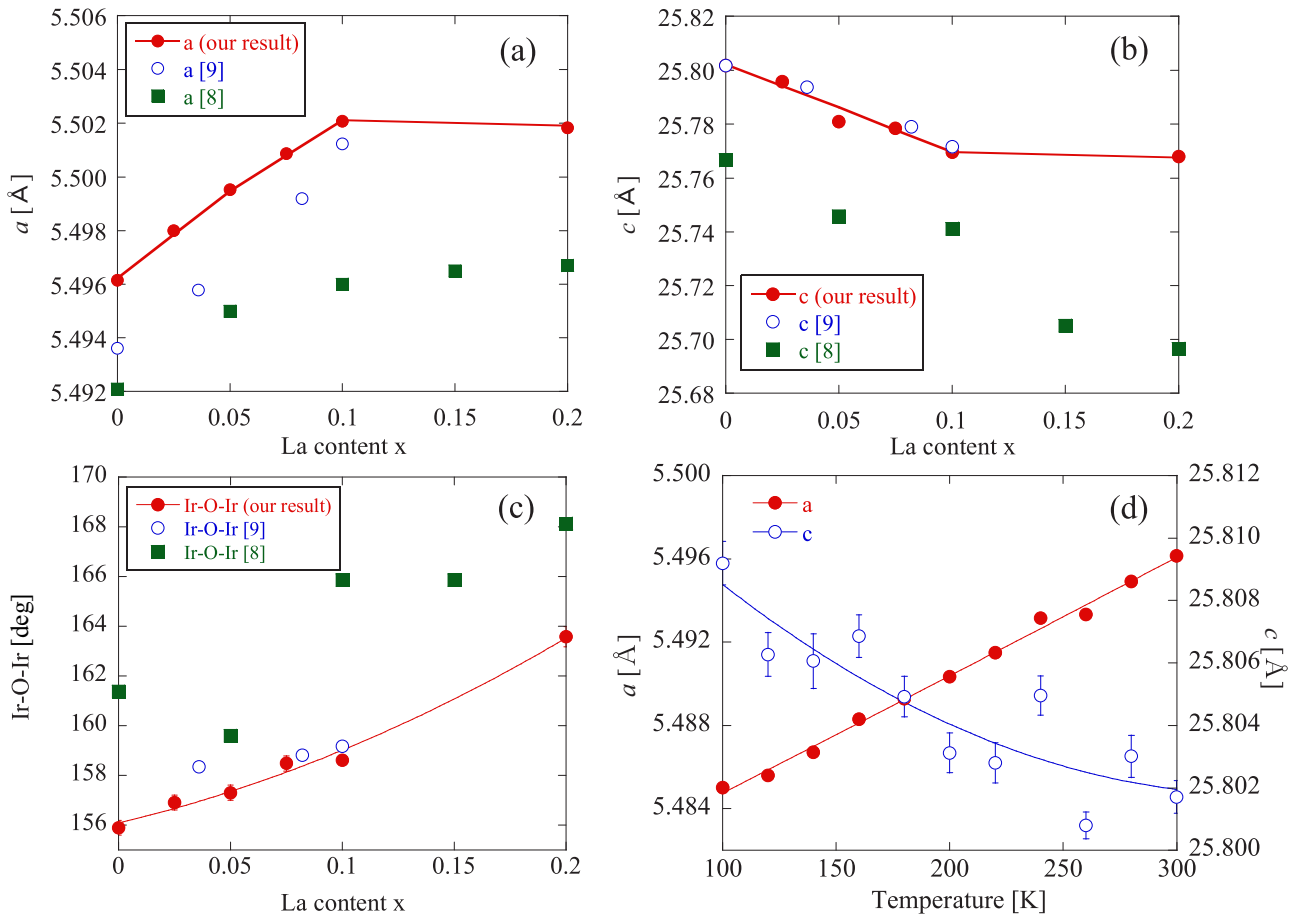 5.506
5.504
5.502
5.500
5.498
5.496
5.494
5.492
a [Å]
a (our result)
a [9]
a [8]
(a)
0
0.05
0.1
0.15
0.2
La content x
25.82
25.80
25.78
25.76
25.74
25.72
25.70
25.68
c [Å]
(b)
c (our result)
c [9]
c [8]
0
0.05
0.1
0.15
0.2
La content x
170
168
166
164
162
160
158
156
Ir-O-Ir [deg]
Ir-O-Ir (our result)
Ir-O-Ir [9]
Ir-O-Ir [8]
(c)
0
0.05
0.1
0.15
0.2
La content x
5.500
5.496
5.492
5.488
5.484
a [Å]
a
c
(d)
25.812
25.810
25.808
25.806
25.804
25.802
25.800
c [Å]
100
150
200
250
300
Temperature [K]